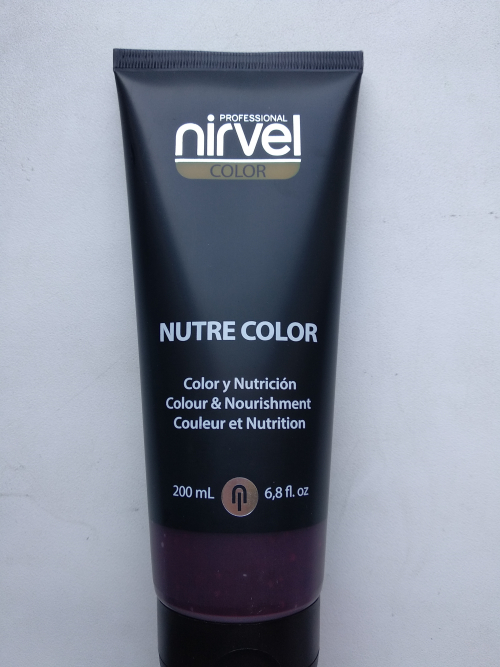 PROFESSIONAL
nirvel
COLOR
NUTRE COLOR
Color y Nutrición
Colour & Nourishment
Couleur et Nutrition
200 mL 6,8 fl. oz